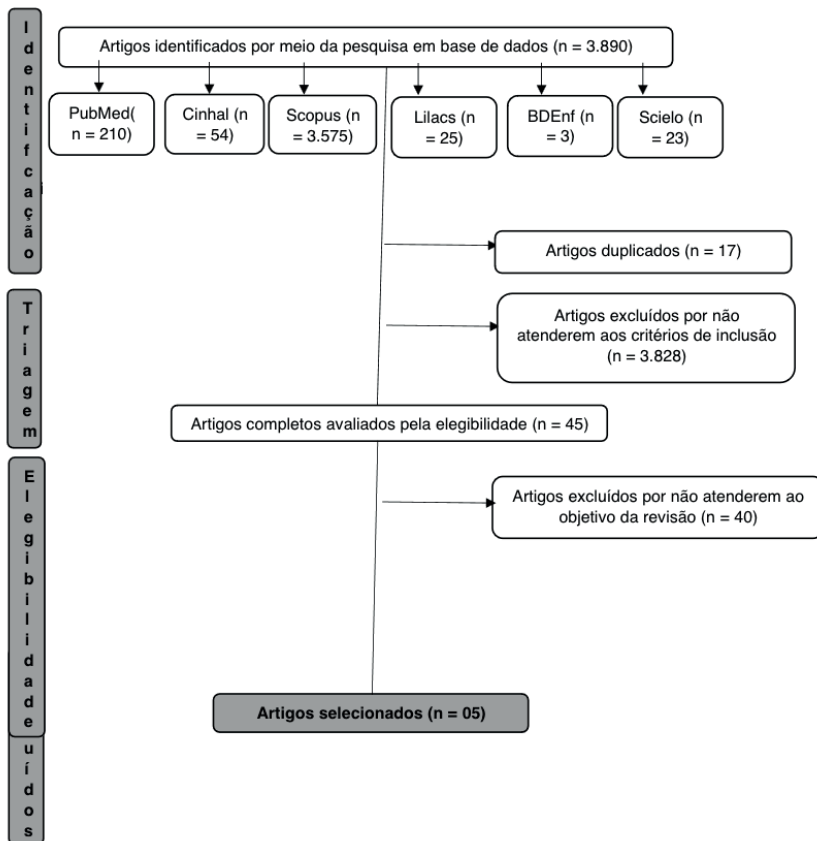 Identifcação
Artigos identificados por meio da pesquisa em base de dados (n = 3.890)
PubMed(
n = 210)
Cinhal (n
= 54)
Scopus (n
= 3.575)
Lilacs (n
= 25)
BDEnf (n
= 3)
Scielo (n
= 23)
i
Artigos duplicados (n = 17)
Triagem
Artigos excluídos por não
atenderem aos critérios de inclusão
(n = 3.828)
Artigos completos avaliados pela elegibilidade (n = 45)
Elegibilidade
Artigos excluídos por não atenderem ao
objetivo da revisão (n = 40)
Artigos selecionados (n = 05)
uídos